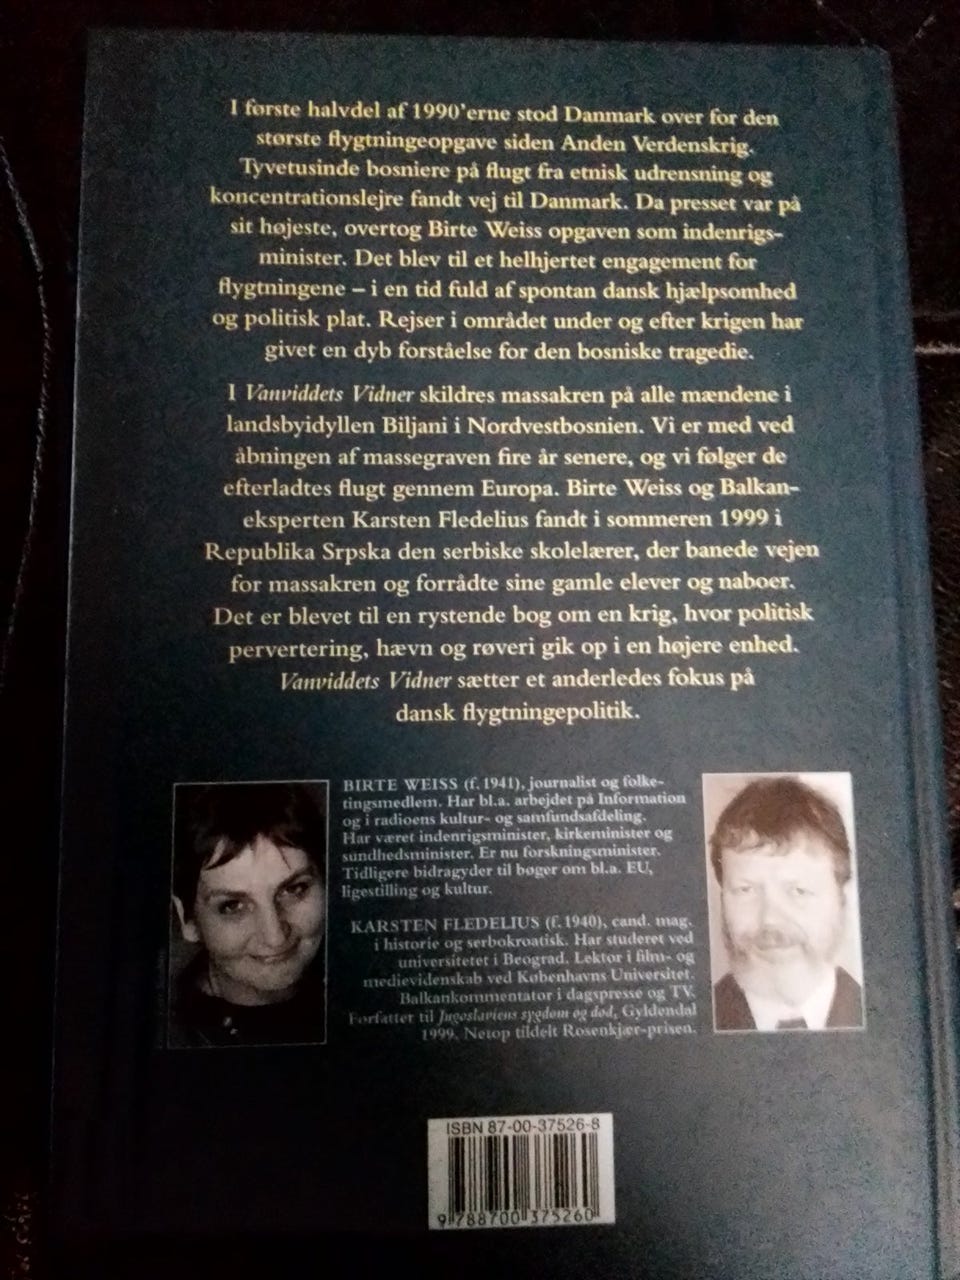 I første halvdel af 1990'erne stod Danmark over for den
største flygtningeopgave siden Anden Verdenskrig.
Tyvetusinde bosniere på flugt fra etnisk udrensning og
koncentrationslejre fandt vej til Danmark. Da presset var på
sit højeste, overtog Birte Weiss opgaven som indenrigs-
minister. Det blev til et helhjertet engagement for
flygtningene – i en tid fuld af spontan dansk hjælpsomhed
og politisk plat. Rejser i området under og efter krigen har
givet en dyb forståelse for den bosniske tragedie.
I Vanviddets Vidner skildres massakren på alle mændene i
landsbyidyllen Biljani i Nordvestbosnien. Vi er med ved
åbningen af massegraven fire år senere, og vi følger de
efterladtes flugt gennem Europa. Birte Weiss og Balkan-
eksperten Karsten Fledelius fandt i sommeren 1999 i
Republika Srpska den serbiske skolelærer, der banede vejen
for massakren og forrådte sine gamle elever og naboer.
Det er blevet til en rystende bog om en krig, hvor politisk
pervertering, hævn og røveri gik op i en højere enhed.
Vanviddets Vidner sætter et anderledes fokus på
dansk flygtningepolitik.
BIRTE WEISS (f. 1941), journalist og folke-
tingsmedlem. Har bl.a. arbejdet på Information
og i radioens kultur- og samfundsafdeling.
Har været indenrigsminister, kirkeminister og
sundhedsminister. Er nu forskningsminister.
Tidligere bidragyder til bøger om bl.a. EU,
ligestilling og kultur.
KARSTEN FLEDELIUS (f. 1940), cand. mag.
i historie og serbokroatisk. Har studeret ved
universitetet i Beograd. Lektor i film- og
medievidenskab ved Københavns Universitet.
Balkankommentator i dagspresse og TV.
Forfatter til Jugoslaviens sygdom og død, Gyldendal
1999. Netop tildelt Rosenkjær-prisen.
ISBN 87-00-37526-8
9 788700 375260